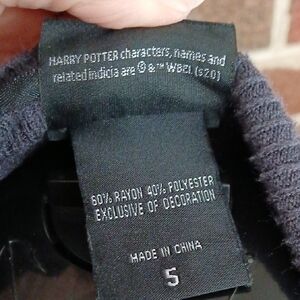 HARRY POTTER characters, names and
related indicia are © & ™ WBEI. (s20)
60% RAYON 40% POLYESTER
EXCLUSIVE OF DECORATION
MADE IN CHINA
5